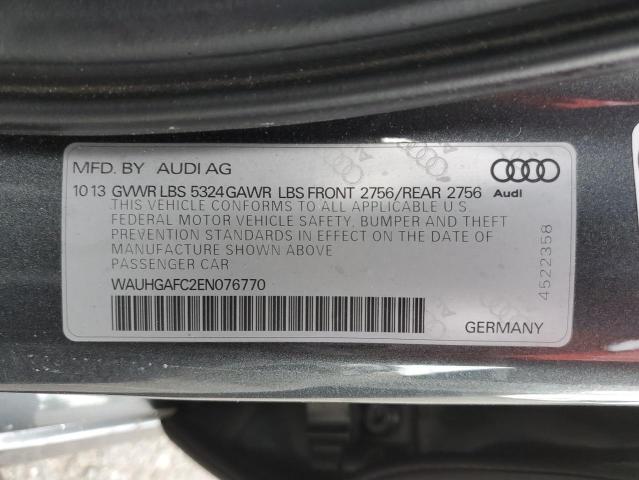 MFD. BY AUDI AG
10 13 GVWR LBS 5324 GAWR LBS FRONT 2756/REAR 2756
Audi
THIS VEHICLE CONFORMS TO ALL APPLICABLE U S
FEDERAL MOTOR VEHICLE SAFETY, BUMPER AND THEFT
PREVENTION STANDARDS IN EFFECT ON THE DATE OF
MANUFACTURE SHOWN ABOVE
PASSENGER CAR
WAUHGAFC2EN076770
4522358
GERMANY